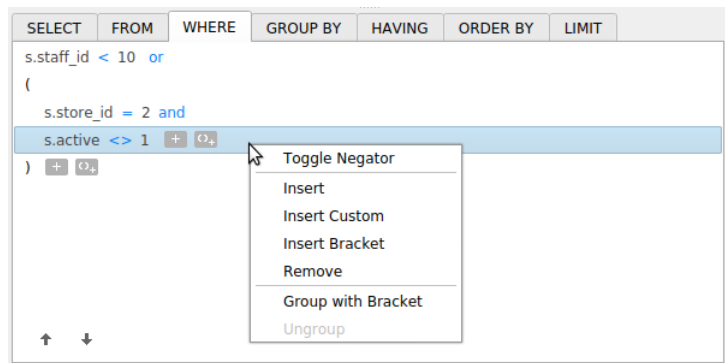 SELECT FROM WHERE GROUP BY HAVING ORDER BY LIMIT
s.staff_id < 10 or
(
s.store_id = 2 and
s.active <> 1
)
Toggle Negator
Insert
Insert Custom
Insert Bracket
Remove
Group with Bracket
Ungroup